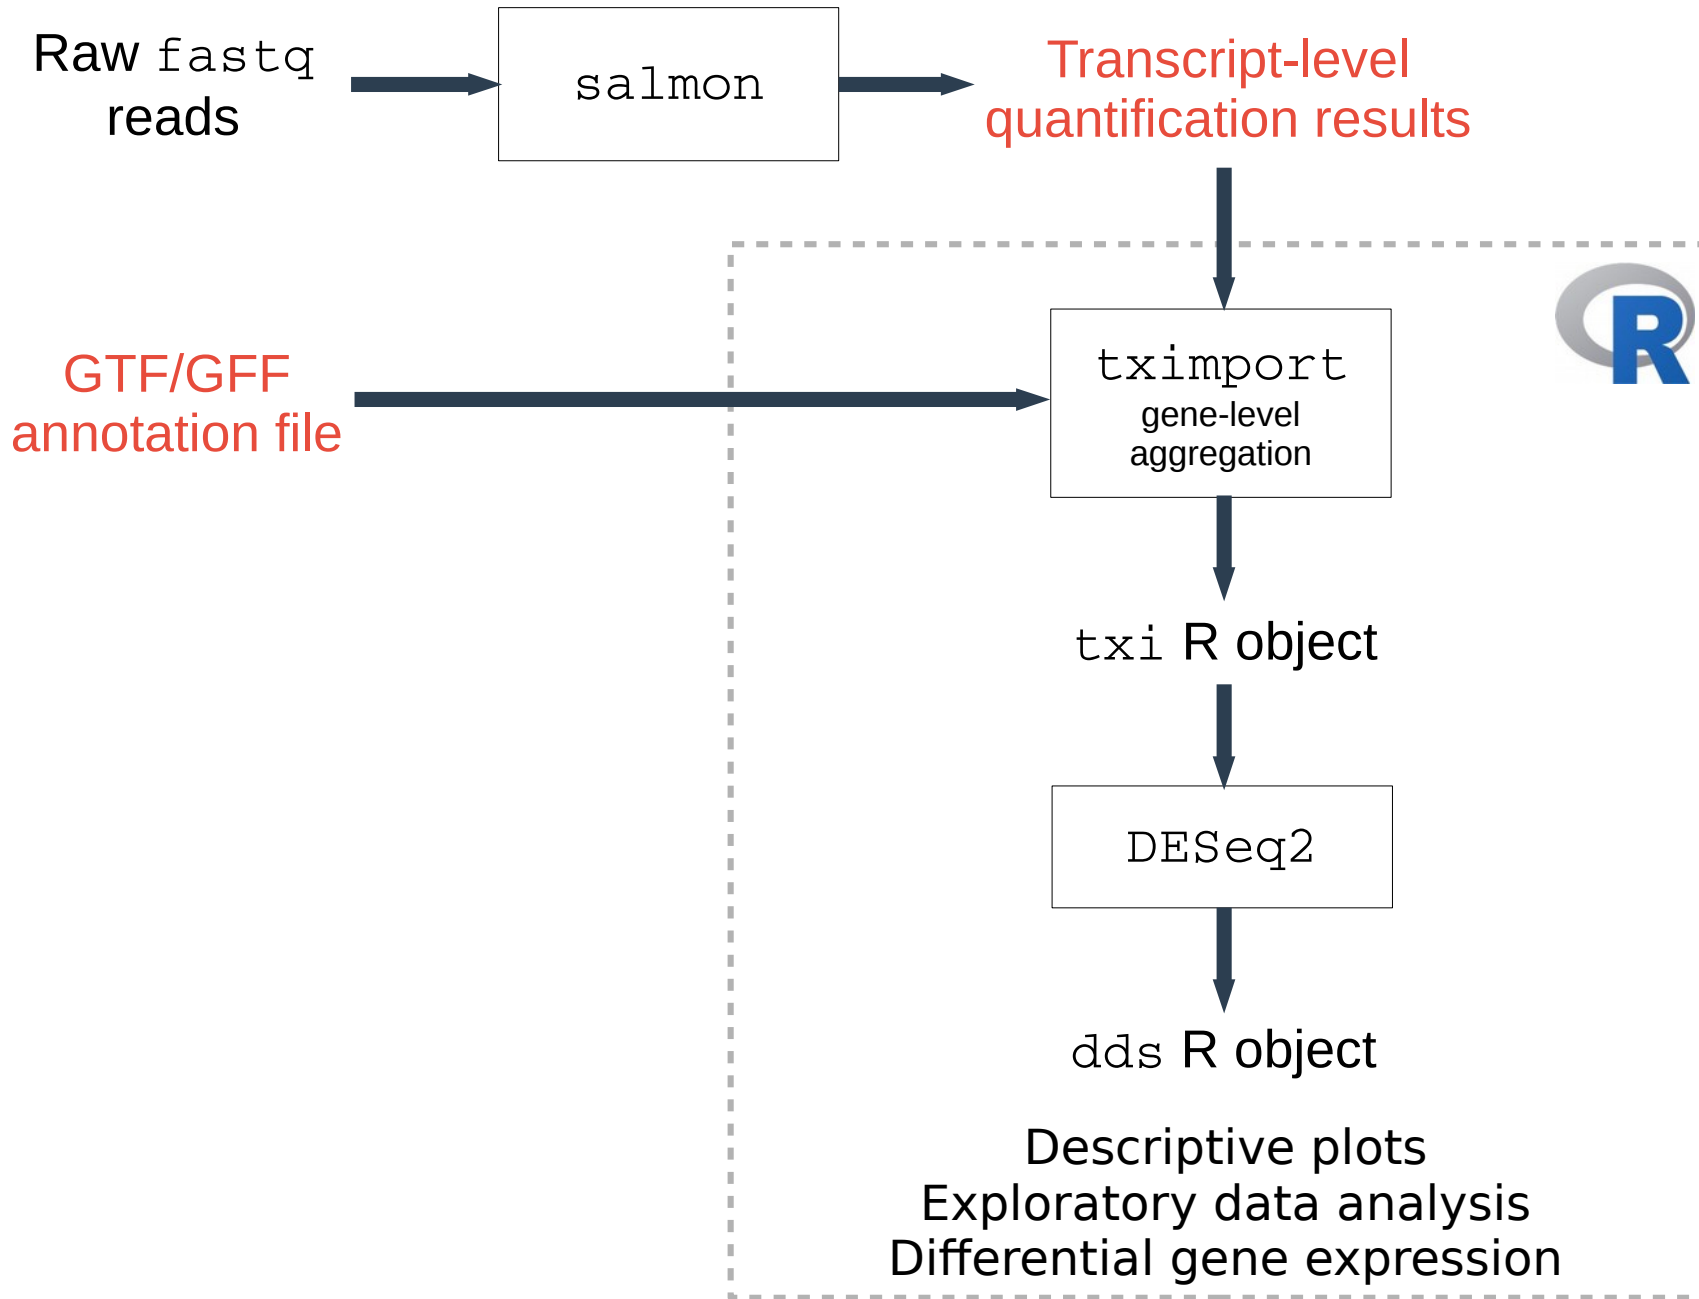 Raw fastq
reads
salmon
Transcript-level
quantification results
R
GTF/GFF
annotation file
tximport
gene-level
aggregation
txi R object
DESeq2
dds R object
Descriptive plots
Exploratory data analysis
Differential gene expression